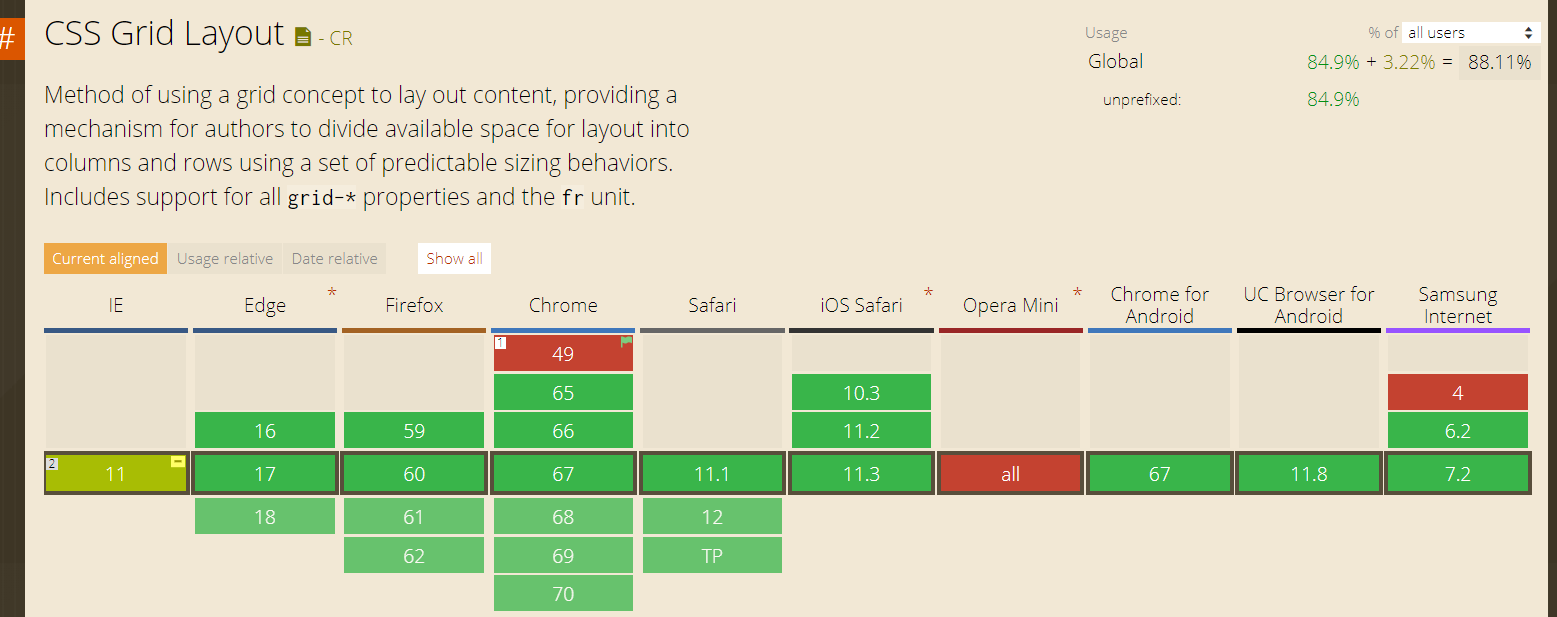 #
CSS Grid Layout - CR
Usage % of all users
Global 84.9% + 3.22% = 88.11%
unprefixed: 84.9%
Method of using a grid concept to lay out content, providing a
mechanism for authors to divide available space for layout into
columns and rows using a set of predictable sizing behaviors.
Includes support for all grid-* properties and the fr unit.
Current aligned Usage relative Date relative Show all
IE Edge * Firefox Chrome Safari iOS Safari * Opera Mini * Chrome for Android UC Browser for Android Samsung Internet
1 49
65 10.3 4
16 59 66 11.2 6.2
2 11 17 60 67 11.1 11.3 all 67 11.8 7.2
18 61 68 12
62 69 TP
70